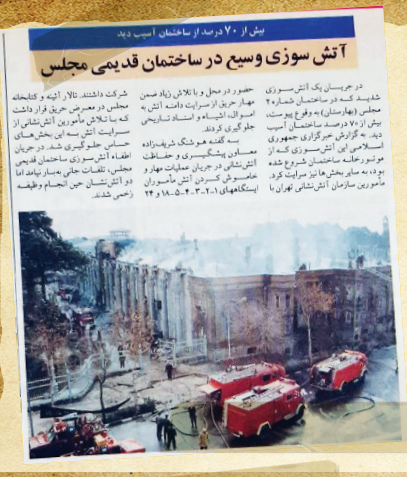 بیش از ۷۰ درصد از ساختمان آسیب دید
آتش سوزی وسیع در ساختمان قدیمی مجلس
در جریان یک آتش‌سوزی
شدید که در ساختمان شماره ۲
مجلس (بهارستان) به وقوع پیوست،
بیش از ۷۰ درصد ساختمان آسیب
دید. به گزارش خبرگزاری جمهوری
اسلامی این آتش‌سوزی که از
موتورخانه ساختمان شروع شده
بود، به سایر بخش‌ها نیز سرایت کرد.
مأمورین سازمان آتش‌نشانی تهران با
حضور در محل و با تلاش زیاد ضمن
مهار حریق از سرایت دامنه آتش به
اموال، اشیاء و اسناد تاریخی
جلوگیری کردند.
به گفته هوشنگ شریف‌زاده
معاون پیشگیری و حفاظت
آتش‌نشانی در جریان عملیات مهار و
خاموش کردن آتش مأموران
ایستگاههای ۱-۲-۳-۴-۵-۱۸ و ۲۴
شرکت داشتند. تالار آئینه و کتابخانه
مجلس در معرض حریق قرار داشت
که با تلاش مأمورین آتش‌نشانی از
سرایت آتش به این بخش‌های
حساس جلوگیری شد. در جریان
اطفاء آتش‌سوزی ساختمان قدیمی
مجلس، تلفات جانی به بار نیامد اما
دو آتش‌نشان حین انجام وظیفه
زخمی شدند.